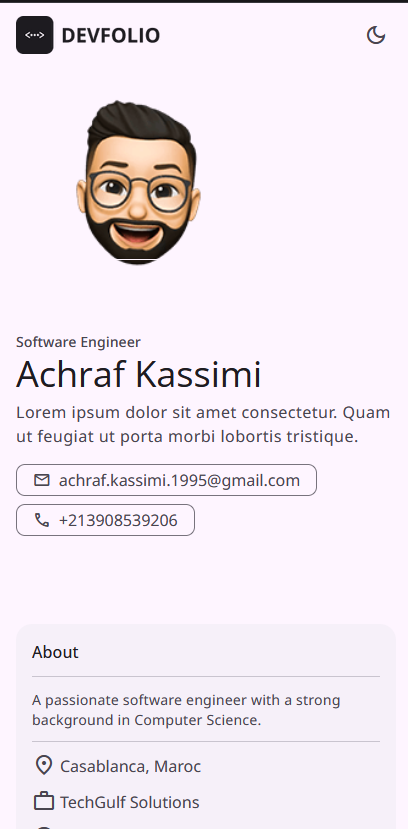 DEVFOLIO
Software Engineer
Achraf Kassimi
Lorem ipsum dolor sit amet consectetur. Quam
ut feugiat ut porta morbi lobortis tristique.
achraf.kassimi.1995@gmail.com
+213908539206
About
A passionate software engineer with a strong
background in Computer Science.
Casablanca, Maroc
TechGulf Solutions